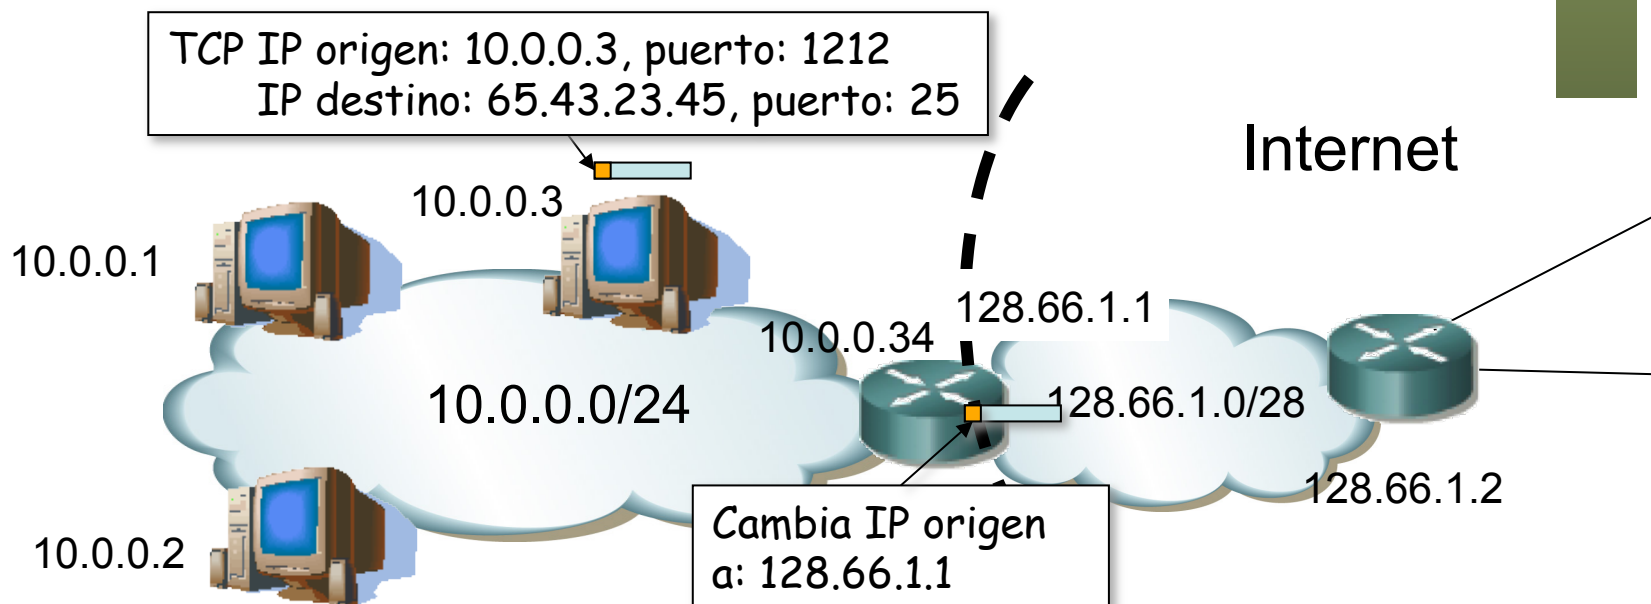 TCP IP origen: 10.0.0.3, puerto: 1212
IP destino: 65.43.23.45, puerto: 25
Internet
10.0.0.3
10.0.0.1
128.66.1.1
10.0.0.34
10.0.0.0/24
128.66.1.0/28
128.66.1.2
Cambia IP origen
a: 128.66.1.1
10.0.0.2